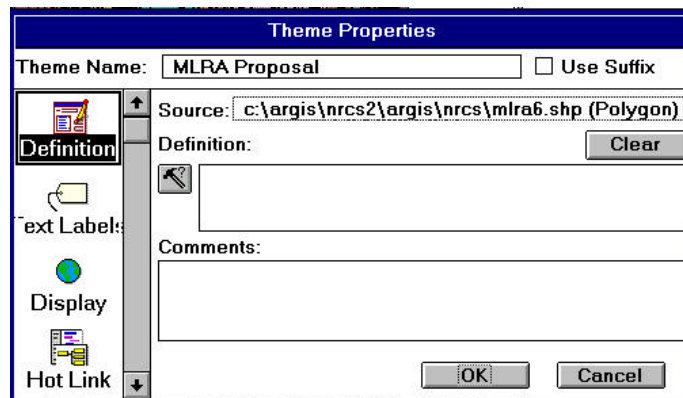 Theme Properties
Theme Name: MLRA Proposal Use Suffix
Source: c:\argis\nrcs2\argis\nrcs\mlra6.shp (Polygon)
Definition
Definition: Clear
Text Labels
Comments:
Display
Hot Link
OK Cancel